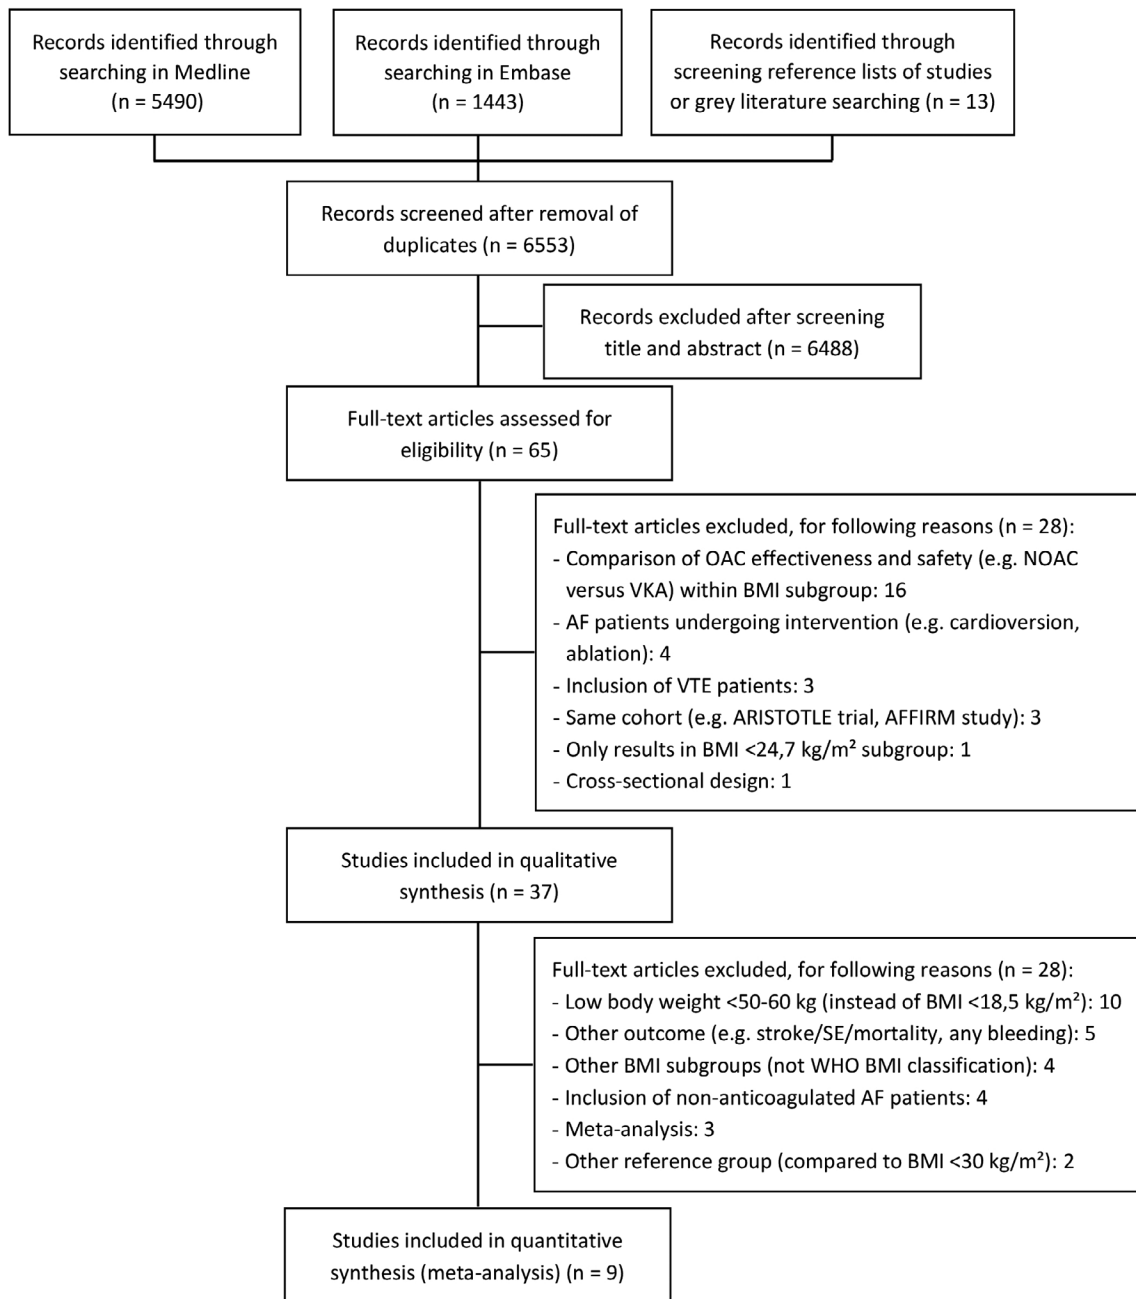 Records identified through
searching in Medline
(n = 5490)
Records identified through
searching in Embase
(n = 1443)
Records identified through
screening reference lists of studies
or grey literature searching (n = 13)
Records screened after removal of
duplicates (n = 6553)
Records excluded after screening
title and abstract (n = 6488)
Full-text articles assessed for
eligibility (n = 65)
Full-text articles excluded, for following reasons (n = 28):
- Comparison of OAC effectiveness and safety (e.g. NOAC
versus VKA) within BMI subgroup: 16
- AF patients undergoing intervention (e.g. cardioversion,
ablation): 4
- Inclusion of VTE patients: 3
- Same cohort (e.g. ARISTOTLE trial, AFFIRM study): 3
- Only results in BMI <24,7 kg/m² subgroup: 1
- Cross-sectional design: 1
Studies included in qualitative
synthesis (n = 37)
Full-text articles excluded, for following reasons (n = 28):
- Low body weight <50-60 kg (instead of BMI <18,5 kg/m²): 10
- Other outcome (e.g. stroke/SE/mortality, any bleeding): 5
- Other BMI subgroups (not WHO BMI classification): 4
- Inclusion of non-anticoagulated AF patients: 4
- Meta-analysis: 3
- Other reference group (compared to BMI <30 kg/m²): 2
Studies included in quantitative
synthesis (meta-analysis) (n = 9)